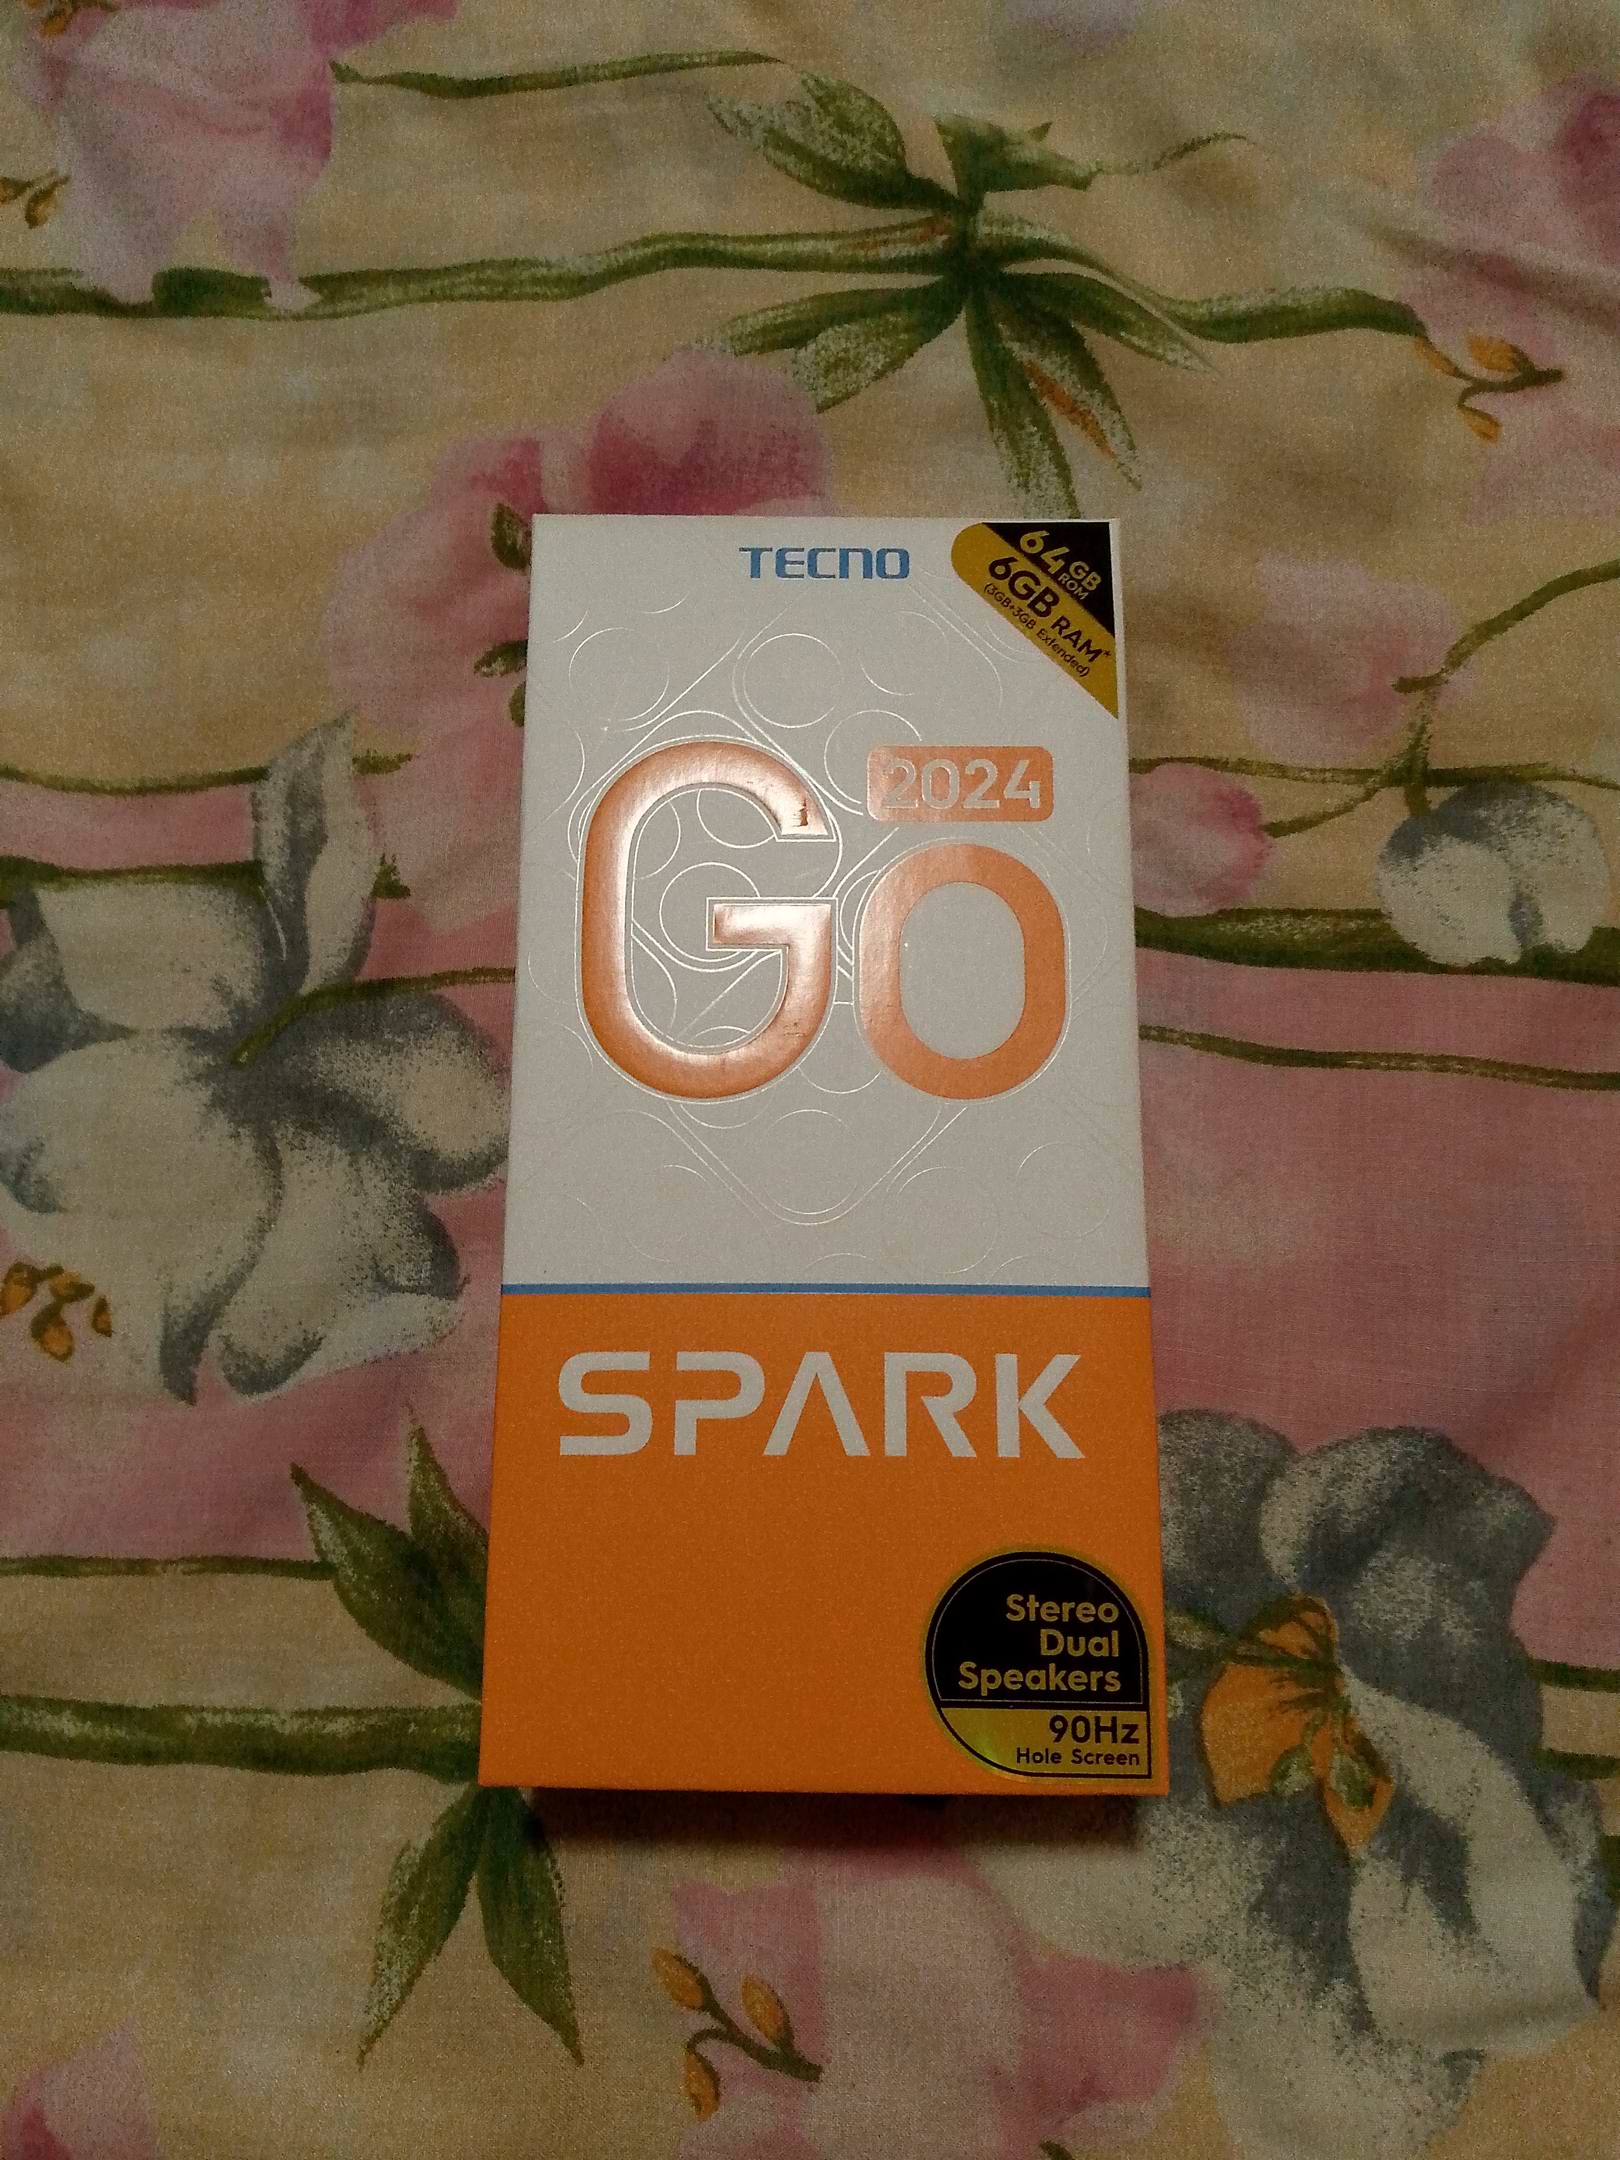 TECNO
64GB
ROM
6GB RAM*
(3GB+3GB Extended)
2024
Go
SPARK
Stereo
Dual
Speakers
90Hz
Hole Screen